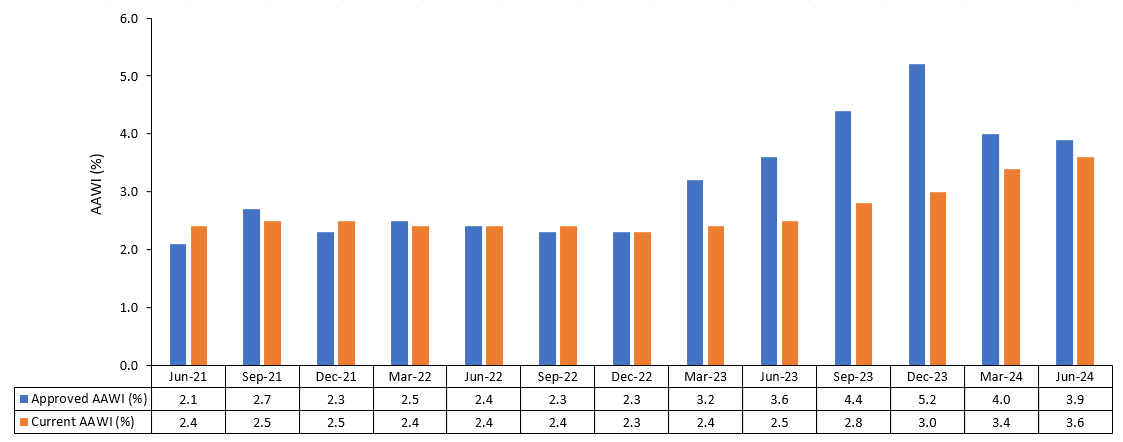 6.0
5.0
4.0
3.0
2.0
1.0
0.0
AAWI (%)
Jun-21 Sep-21 Dec-21 Mar-22 Jun-22 Sep-22 Dec-22 Mar-23 Jun-23 Sep-23 Dec-23 Mar-24 Jun-24
Approved AAWI (%) 2.1 2.7 2.3 2.5 2.4 2.3 2.3 3.2 3.6 4.4 5.2 4.0 3.9
Current AAWI (%) 2.4 2.5 2.5 2.4 2.4 2.4 2.3 2.4 2.5 2.8 3.0 3.4 3.6